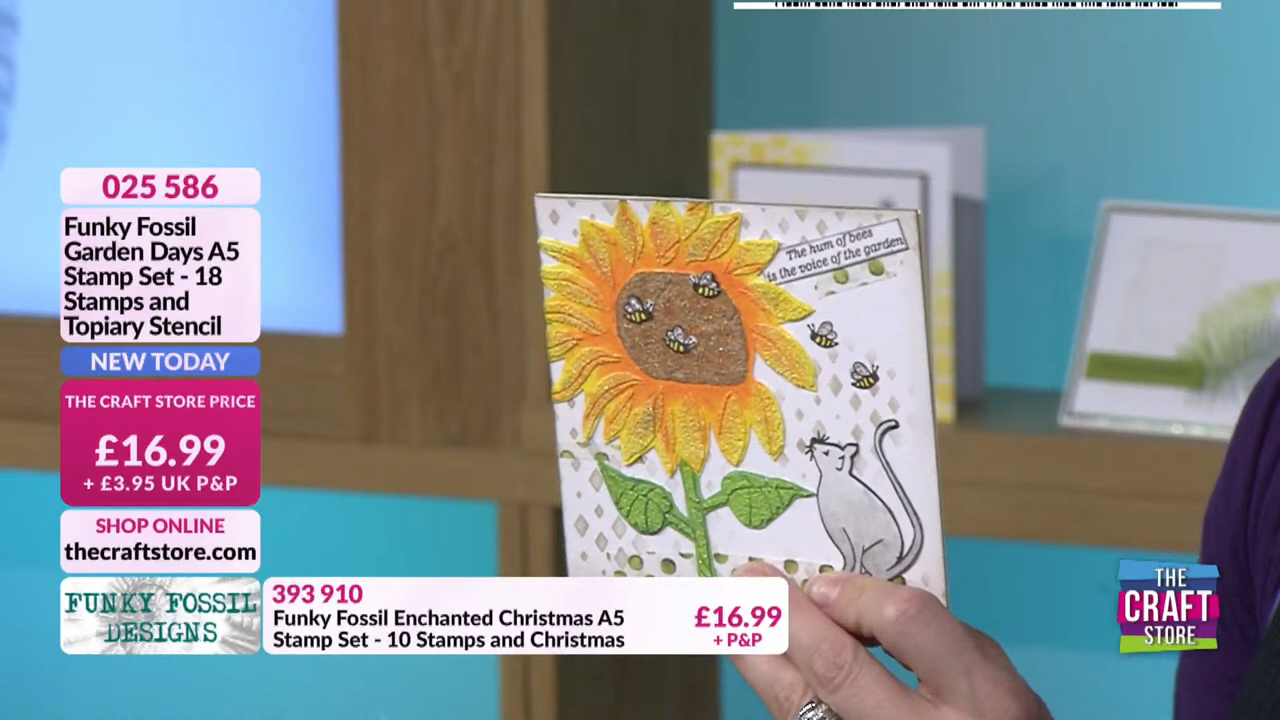 025 586
Funky Fossil
Garden Days A5
Stamp Set - 18
Stamps and
Topiary Stencil
NEW TODAY
THE CRAFT STORE PRICE
£16.99
+ £3.95 UK P&P
SHOP ONLINE
thecraftstore.com
FUNKY FOSSIL
DESIGNS
393 910
Funky Fossil Enchanted Christmas A5
Stamp Set - 10 Stamps and Christmas
£16.99
+ P&P
The hum of bees
is the voice of the garden
THE
CRAFT
STORE